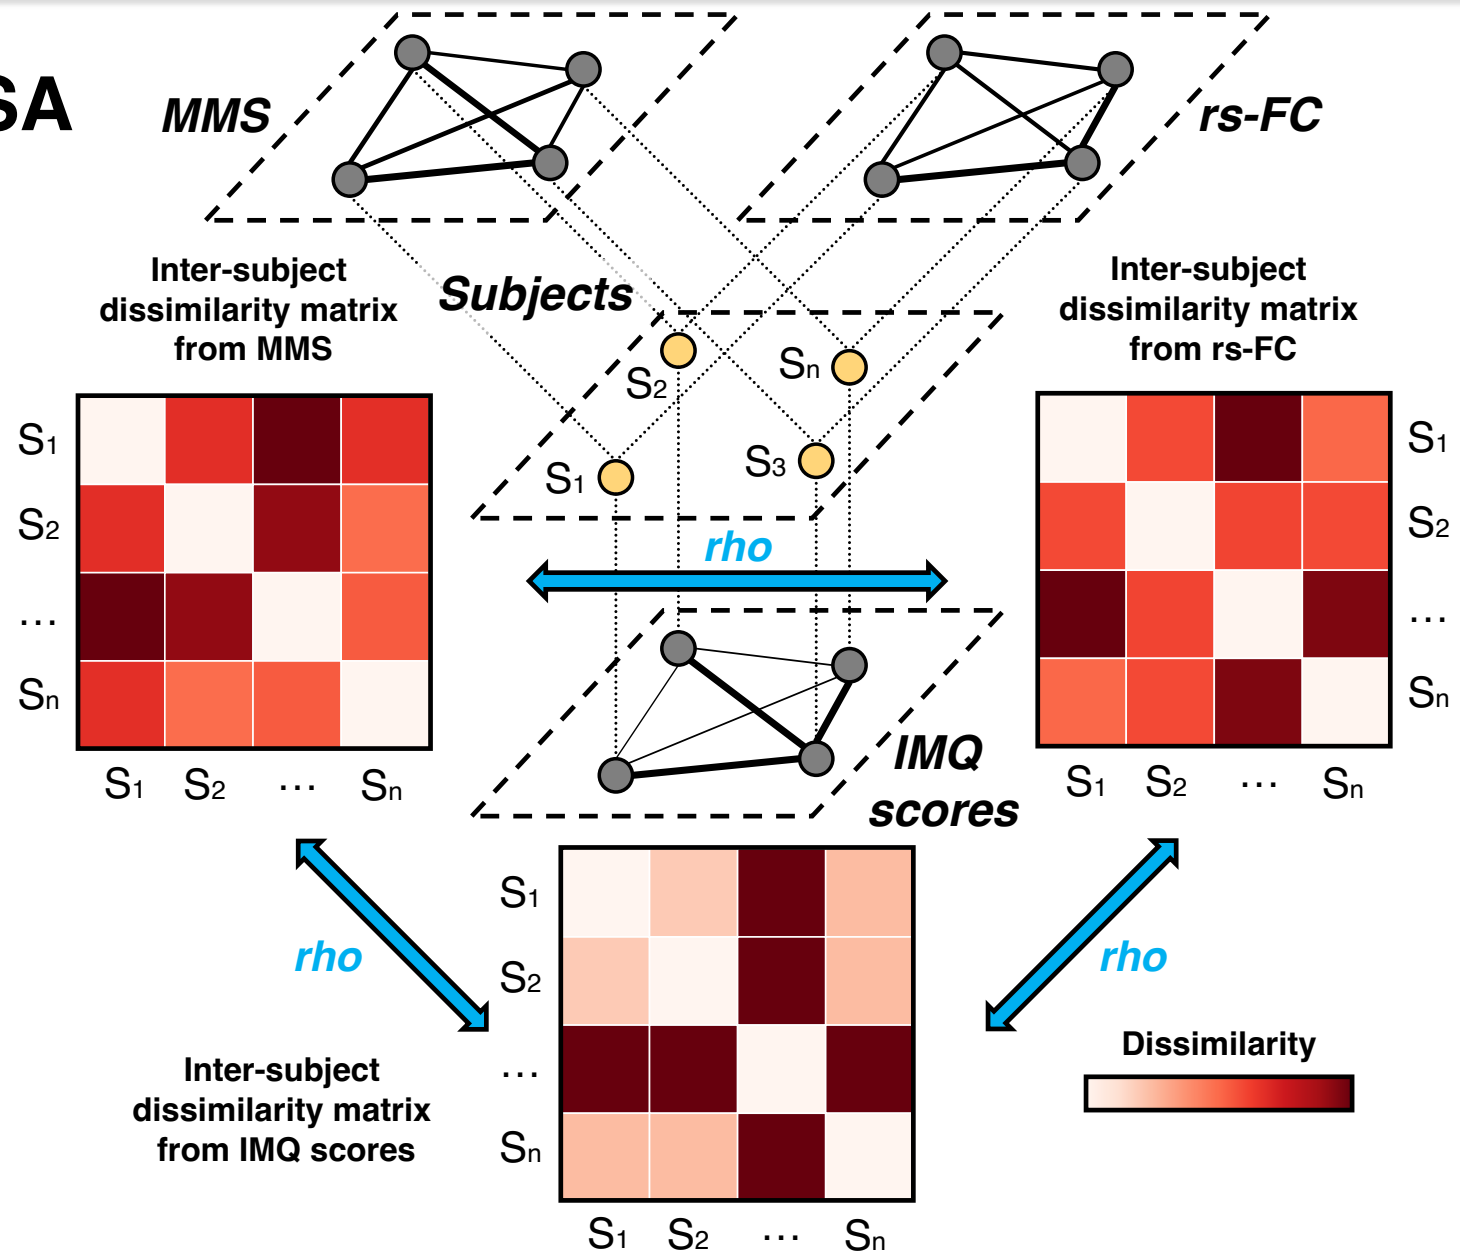 SA
MMS
rs-FC
Subjects
Inter-subject
dissimilarity matrix
from MMS
Inter-subject
dissimilarity matrix
from rs-FC
S2
Sn
S1
S3
rho
S1
S2
...
Sn
S1 S2 ... Sn
S1
S2
...
Sn
S1 S2 ... Sn
IMQ
scores
rho
rho
S1
S2
...
Sn
S1 S2 ... Sn
Inter-subject
dissimilarity matrix
from IMQ scores
Dissimilarity